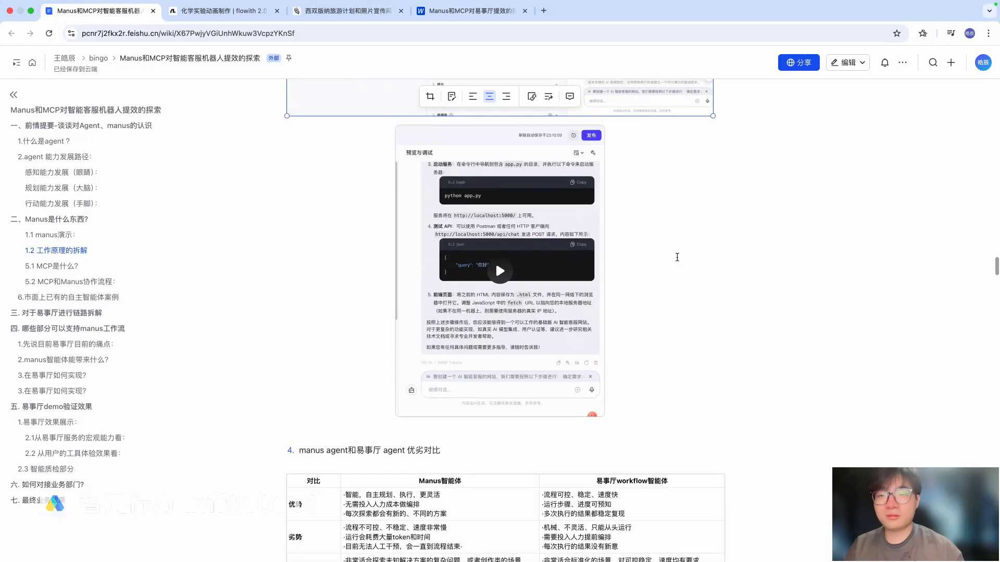 Manus和MCP对智能客服机器人
化学实验动画制作 | flowith 2.0
西双版纳旅游计划和照片宣传网
Manus和MCP对易事厅提效的
pcnr7j2fkx2r.feishu.cn/wiki/X67PwjyVGiUnhWkuw3VcpzYKnSf
皓辰
王皓辰 > bingo > Manus和MCP对智能客服机器人提效的探索 外部
已经保存到云端
分享
编辑
皓辰
Manus和MCP对智能客服机器人提效的探索
一、前情提要-谈谈对Agent、manus的认识
1.什么是agent？
2.agent 能力发展路径：
感知能力发展（眼睛）：
规划能力发展（大脑）：
行动能力发展（手脚）：
二、Manus是什么东西？
1.1 manus演示：
1.2 工作原理的拆解
5.1 MCP是什么？
5.2 MCP和Manus协作流程：
6.市面上已有的自主智能体案例
三. 对于易事厅进行链路拆解
四. 哪些部分可以支持manus工作流
1.先说目前易事厅目前的痛点：
2.manus智能体能带来什么？
3.在易事厅如何实现？
3.在易事厅如何实现？
五. 易事厅demo验证效果
1.易事厅效果展示：
2.1从易事厅服务的宏观能力看：
2.2 从用户的工具体验效果看：
2.3 智能质检部分
六. 如何对接业务部门？
七. 最终业务效果
要创建一个 AI 智能客服的网站，我们需要按照以下步骤进行： 确定需求
继续对话...
草稿自动保存于23:10:59
发布
预览与调试
3. 启动服务：在命令行中导航到包含 app.py 的目录，并执行以下命令来启动服
务器：
bash
Copy
python app.py
服务将在 http://localhost:5000/ 上可用。
4. 测试 API：可以使用 Postman 或者任何 HTTP 客户端向
http://localhost:5000/api/chat 发送 POST 请求，内容如下所示：
json
Copy
{
"query": "你好"
}
5. 前端页面：将之前的 HTML 内容保存为 .html 文件，并在同一网络下的浏览
器中打开它。调整 JavaScript 中的 fetch URL 以指向您的本地服务器地址
（如果不在同一机器上，则需要使用服务器的真实 IP 地址）。
按照上述步骤操作后，您应该能够得到一个可以工作的基础版 AI 智能客服网站。
对于更复杂的功能实现，如真实 AI 模型集成、用户认证等，建议进一步研究相关
技术文档或寻求专业开发者帮助。
如果您有任何具体问题或需要更多指导，请随时告诉我！
要创建一个 AI 智能客服的网站，我们需要按照以下步骤进行： 确定需求
继续对话...
内容由AI生成，无法确保真实准确，仅供参考。
4. manus agent和易事厅 agent 优劣对比
对比 Manus智能体 易事厅workflow智能体
优势
·智能，自主规划，执行，更灵活
·无需投入人力成本做编排
·每次探索都会有新的、不同的方案
·流程可控、稳定、速度快
·运行步骤、进度可预知
·多次执行的结果都稳定复现
劣势
·流程不可控、不稳定、速度非常慢
·运行会耗费大量token和时间
·目前无法人工干预，会一直到流程结束·
·机械、不灵活、只能从头运行
·需要投入人力提前编排
·每次执行的结果没有新意
·非常适合探索未知解决方案的复杂问题，或者创作类的场景
·非常适合标准化的场景，对可控稳定、速度均有要求